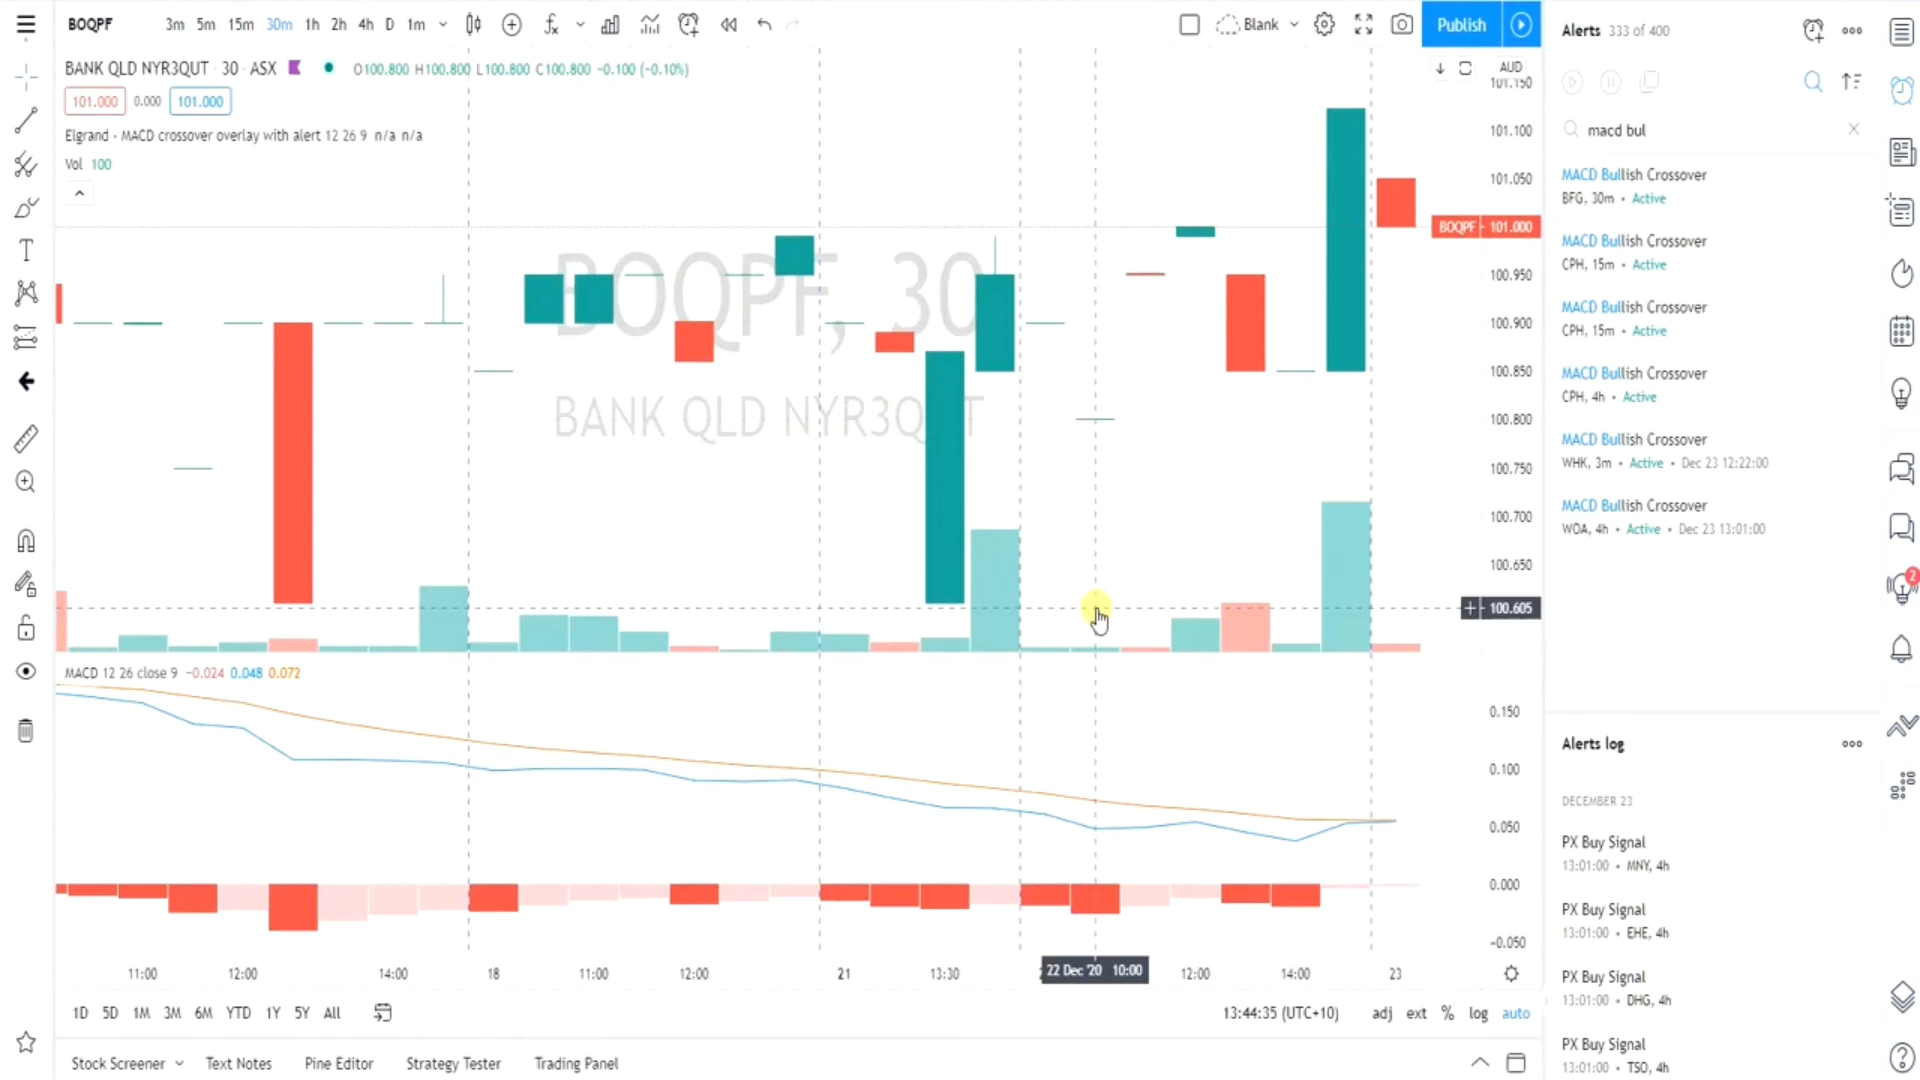 BOQPF 3m 5m 15m 30m 1h 2h 4h D 1m Blank Publish
BANK QLD NYR3QUT · 30 · ASX O100.800 H100.800 L100.800 C100.800 −0.100 (−0.10%)
101.000 0.000 101.000
Elgrand - MACD crossover overlay with alert 12 26 9 n/a n/a
Vol 100
BOQPF, 30
BANK QLD NYR3QUT
AUD
101.150
101.100
101.050
BOQPF 101.000
100.950
100.900
100.850
100.800
100.750
100.700
100.650
100.605
MACD 12 26 close 9 −0.024 0.048 0.072
0.150
0.100
0.050
0.000
−0.050
11:00 12:00 14:00 18 11:00 12:00 21 13:30 22 Dec '20 10:00 12:00 14:00 23
1D 5D 1M 3M 6M YTD 1Y 5Y All 13:44:35 (UTC+10) adj ext % log auto
Stock Screener Text Notes Pine Editor Strategy Tester Trading Panel
Alerts 333 of 400
macd bul
MACD Bullish Crossover
BFG, 30m • Active
MACD Bullish Crossover
CPH, 15m • Active
MACD Bullish Crossover
CPH, 15m • Active
MACD Bullish Crossover
CPH, 4h • Active
MACD Bullish Crossover
WHK, 3m • Active • Dec 23 12:22:00
MACD Bullish Crossover
WOA, 4h • Active • Dec 23 13:01:00
2
Alerts log
DECEMBER 23
PX Buy Signal
13:01:00 • MNY, 4h
PX Buy Signal
13:01:00 • EHE, 4h
PX Buy Signal
13:01:00 • DHG, 4h
PX Buy Signal
13:01:00 • TSO, 4h